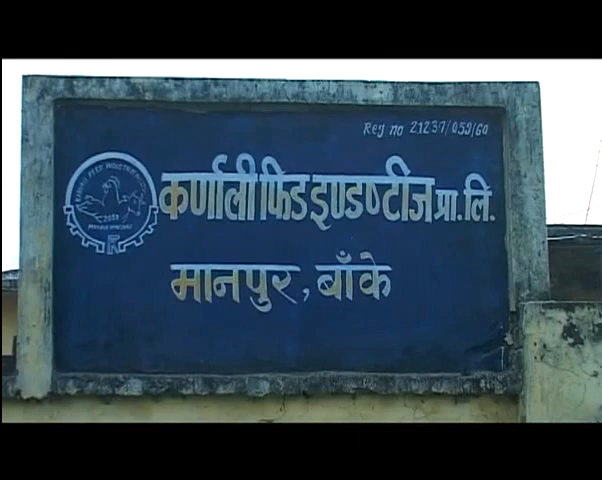 Reg no 21237/059/60
कर्णाली फिड इण्डष्टीज प्रा. लि.
मानपुर, बाँके